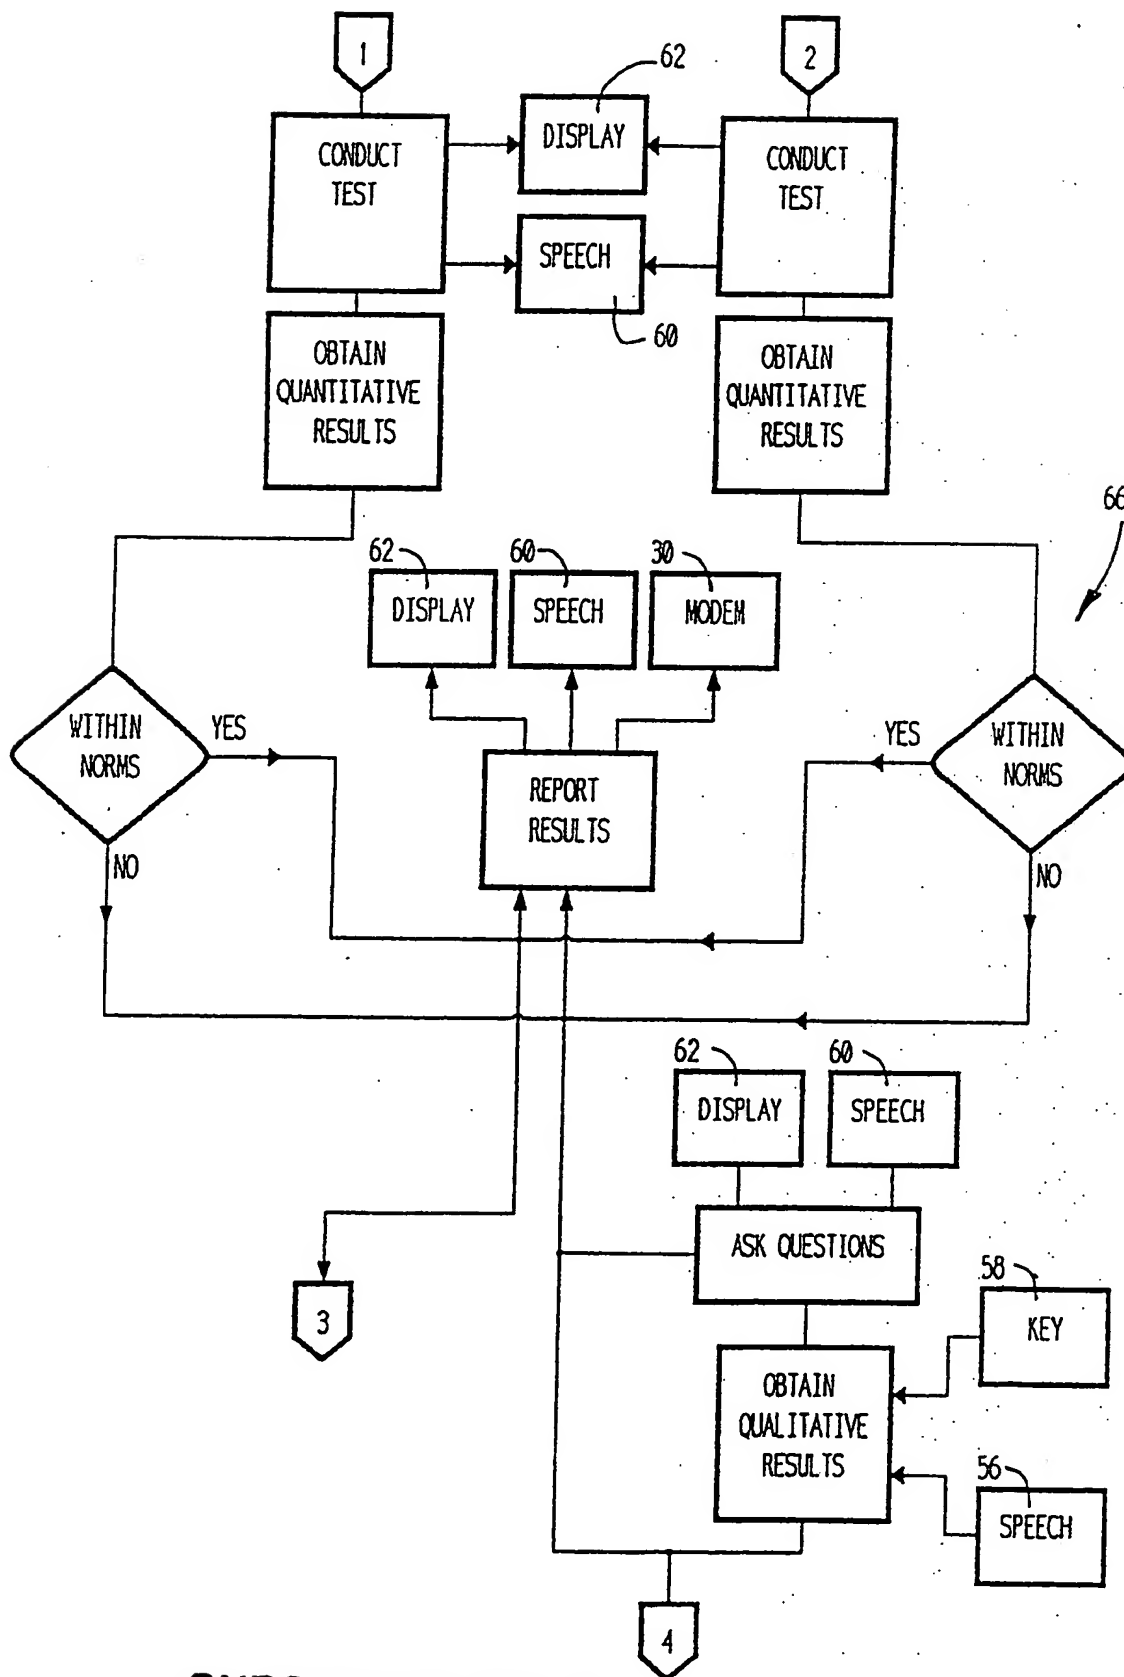 1
2
62
DISPLAY
CONDUCT
TEST
CONDUCT
TEST
SPEECH
60
OBTAIN
QUANTITATIVE
RESULTS
OBTAIN
QUANTITATIVE
RESULTS
66
62
60
30
DISPLAY
SPEECH
MODEM
WITHIN
NORMS
YES
YES
WITHIN
NORMS
REPORT
RESULTS
NO
NO
62
60
DISPLAY
SPEECH
ASK QUESTIONS
58
KEY
3
OBTAIN
QUALITATIVE
RESULTS
56
SPEECH
4